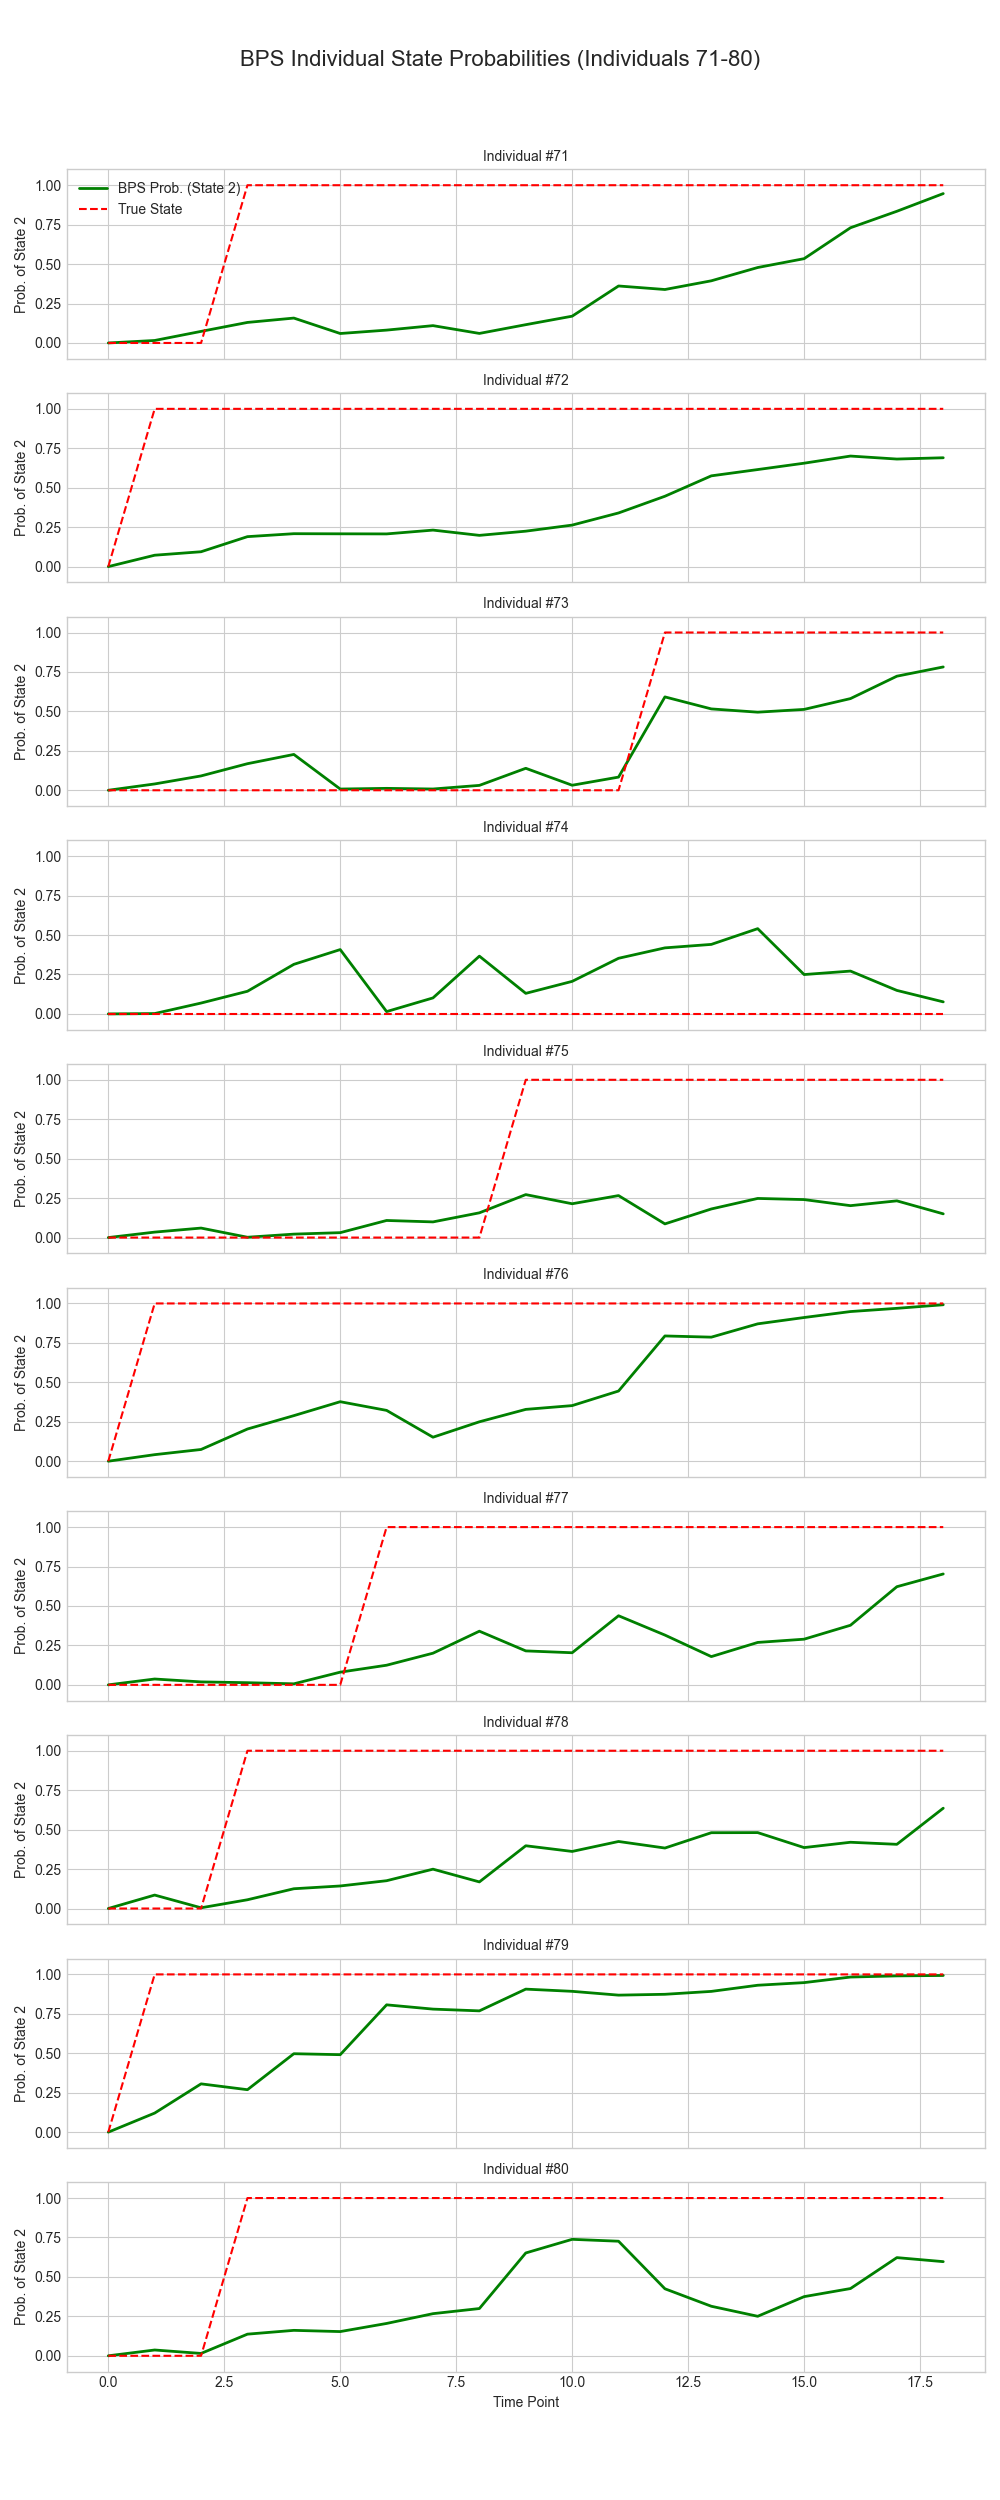 BPS Individual State Probabilities (Individuals 71-80)
Individual #71
BPS Prob. (State 2)
True State
1.00
0.75
0.50
0.25
0.00
Prob. of State 2
Individual #72
1.00
0.75
0.50
0.25
0.00
Prob. of State 2
Individual #73
1.00
0.75
0.50
0.25
0.00
Prob. of State 2
Individual #74
1.00
0.75
0.50
0.25
0.00
Prob. of State 2
Individual #75
1.00
0.75
0.50
0.25
0.00
Prob. of State 2
Individual #76
1.00
0.75
0.50
0.25
0.00
Prob. of State 2
Individual #77
1.00
0.75
0.50
0.25
0.00
Prob. of State 2
Individual #78
1.00
0.75
0.50
0.25
0.00
Prob. of State 2
Individual #79
1.00
0.75
0.50
0.25
0.00
Prob. of State 2
Individual #80
1.00
0.75
0.50
0.25
0.00
Prob. of State 2
0.0 2.5 5.0 7.5 10.0 12.5 15.0 17.5
Time Point